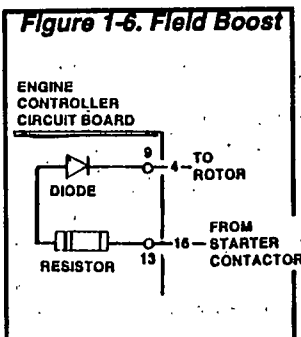 Figure 1-6. Field Boost
ENGINE
CONTROLLER
CIRCUIT BOARD
9
4
TO
ROTOR
DIODE
RESISTOR
13
16
FROM
STARTER
CONTACTOR